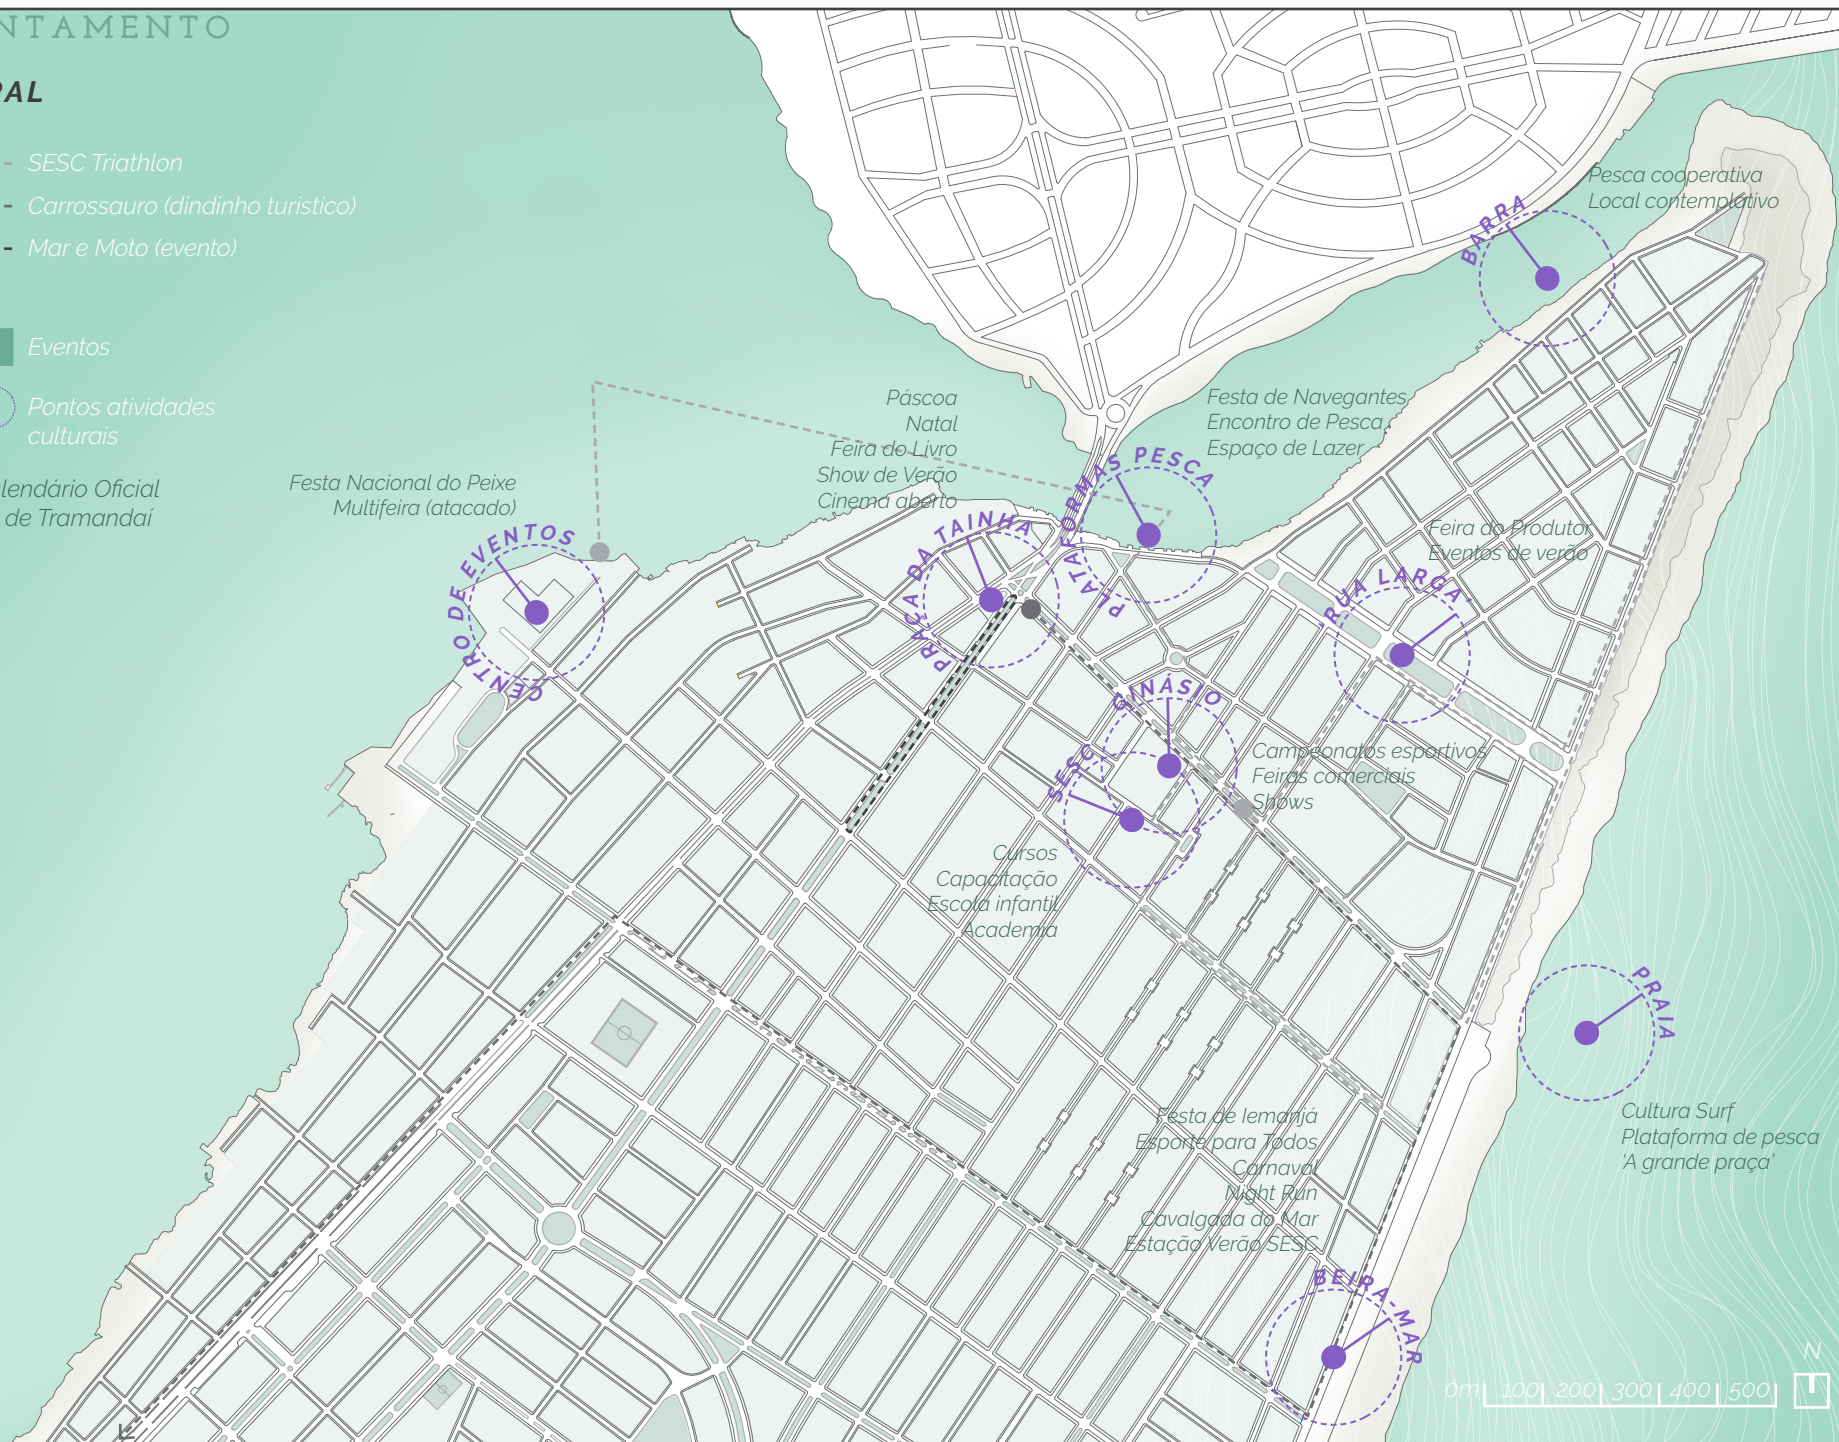 NTAMENTO
PAL
SESC Triathlon
Carrossauro (dindinho turístico)
Mar e Moto (evento)
Eventos
Pontos atividades
culturais
lendário Oficial
de Tramandaí
Festa Nacional do Peixe
Multifeira (atacado)
CENTRO DE EVENTOS
Páscoa
Natal
Feira do Livro
Show de Verão
Cinema aberto
PRAÇA DA TAINHA
Festa de Navegantes
Encontro de Pesca
Espaço de Lazer
PLATAFORMAS PESCA
Pesca cooperativa
Local contemplativo
BARRA
Feira do Produtor
Eventos de verão
'RUA LARGA'
GINÁSIO
Campeonatos esportivos
Feiras comerciais
Shows
SESC
Cursos
Capacitação
Escola infantil
Academia
PRAIA
Cultura Surf
Plataforma de pesca
'A grande praça'
Festa de Iemanjá
Esporte para Todos
Carnaval
Night Run
Cavalgada do Mar
Estação Verão SESC
BEIRA-MAR
N
0m 100 200 300 400 500